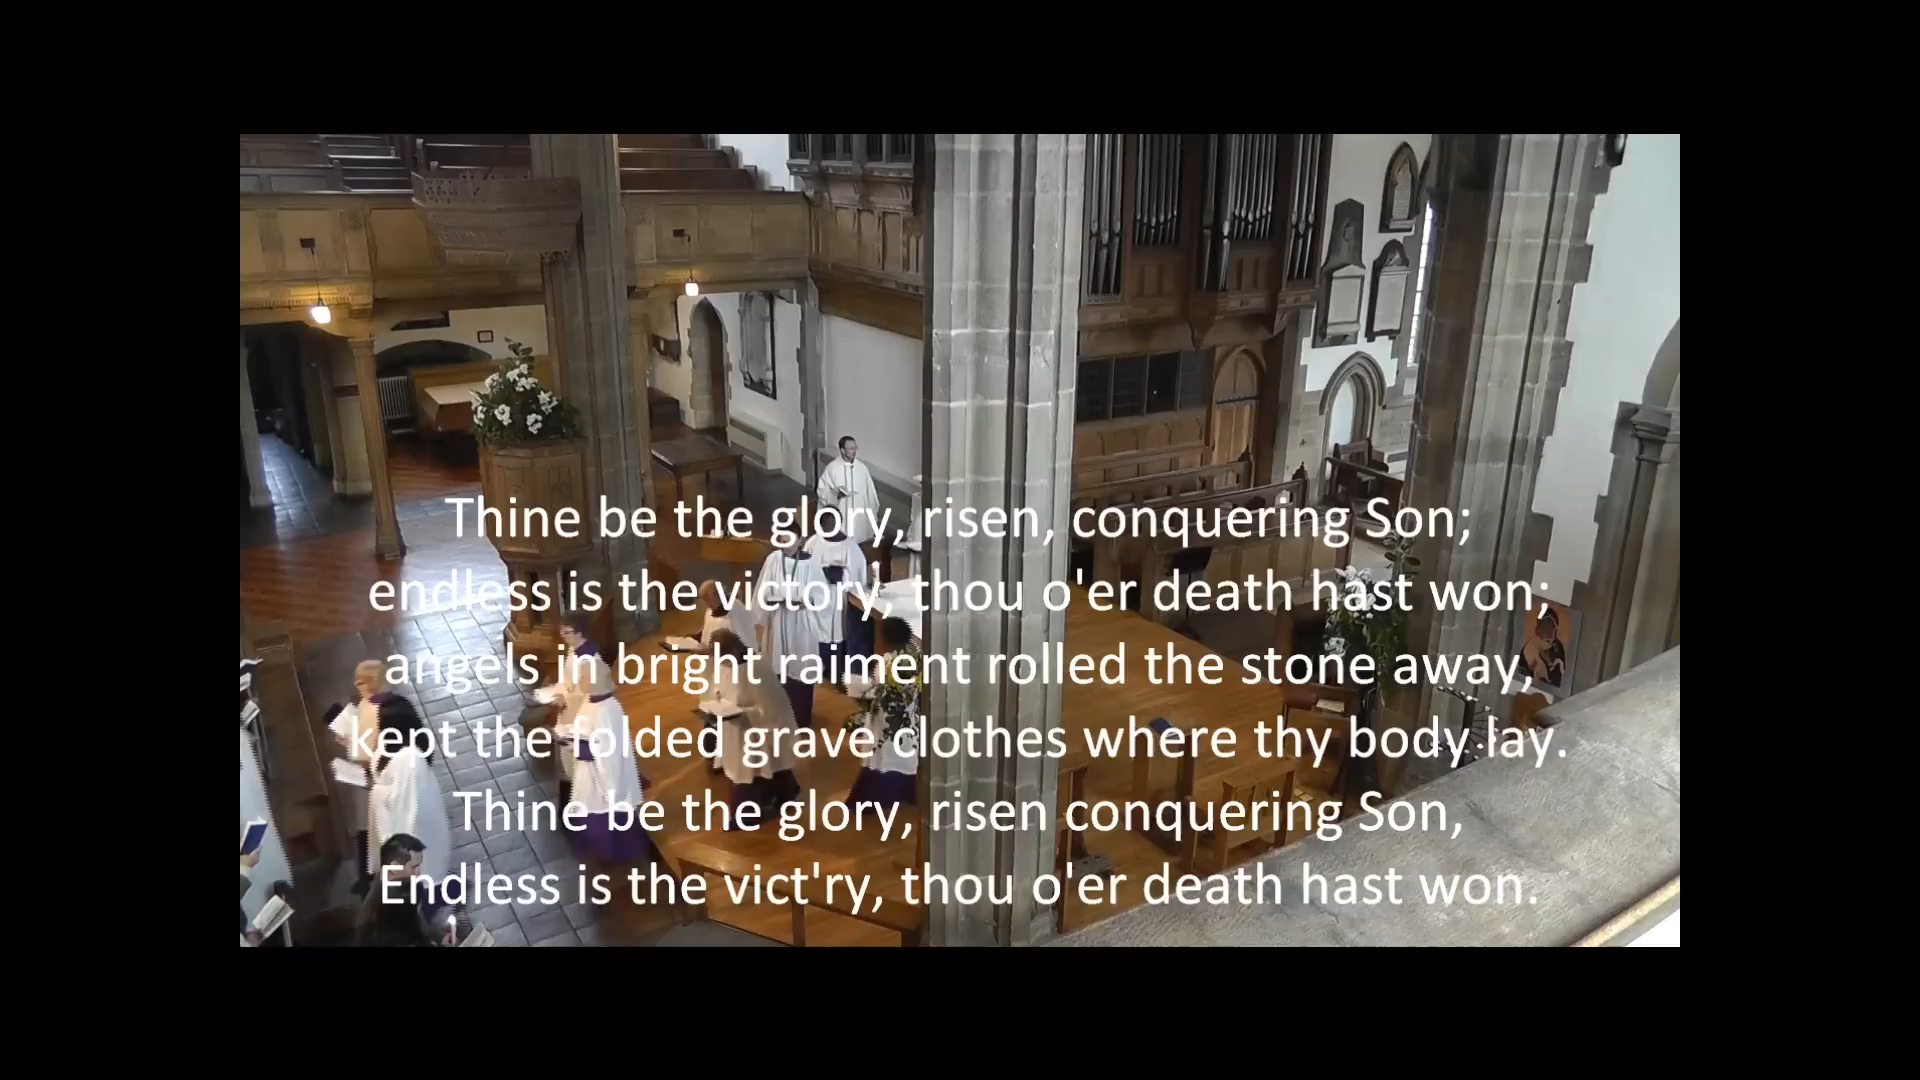 Thine be the glory, risen, conquering Son;
endless is the victory, thou o'er death hast won;
angels in bright raiment rolled the stone away,
kept the folded grave clothes where thy body lay.
Thine be the glory, risen conquering Son,
Endless is the vict'ry, thou o'er death hast won.